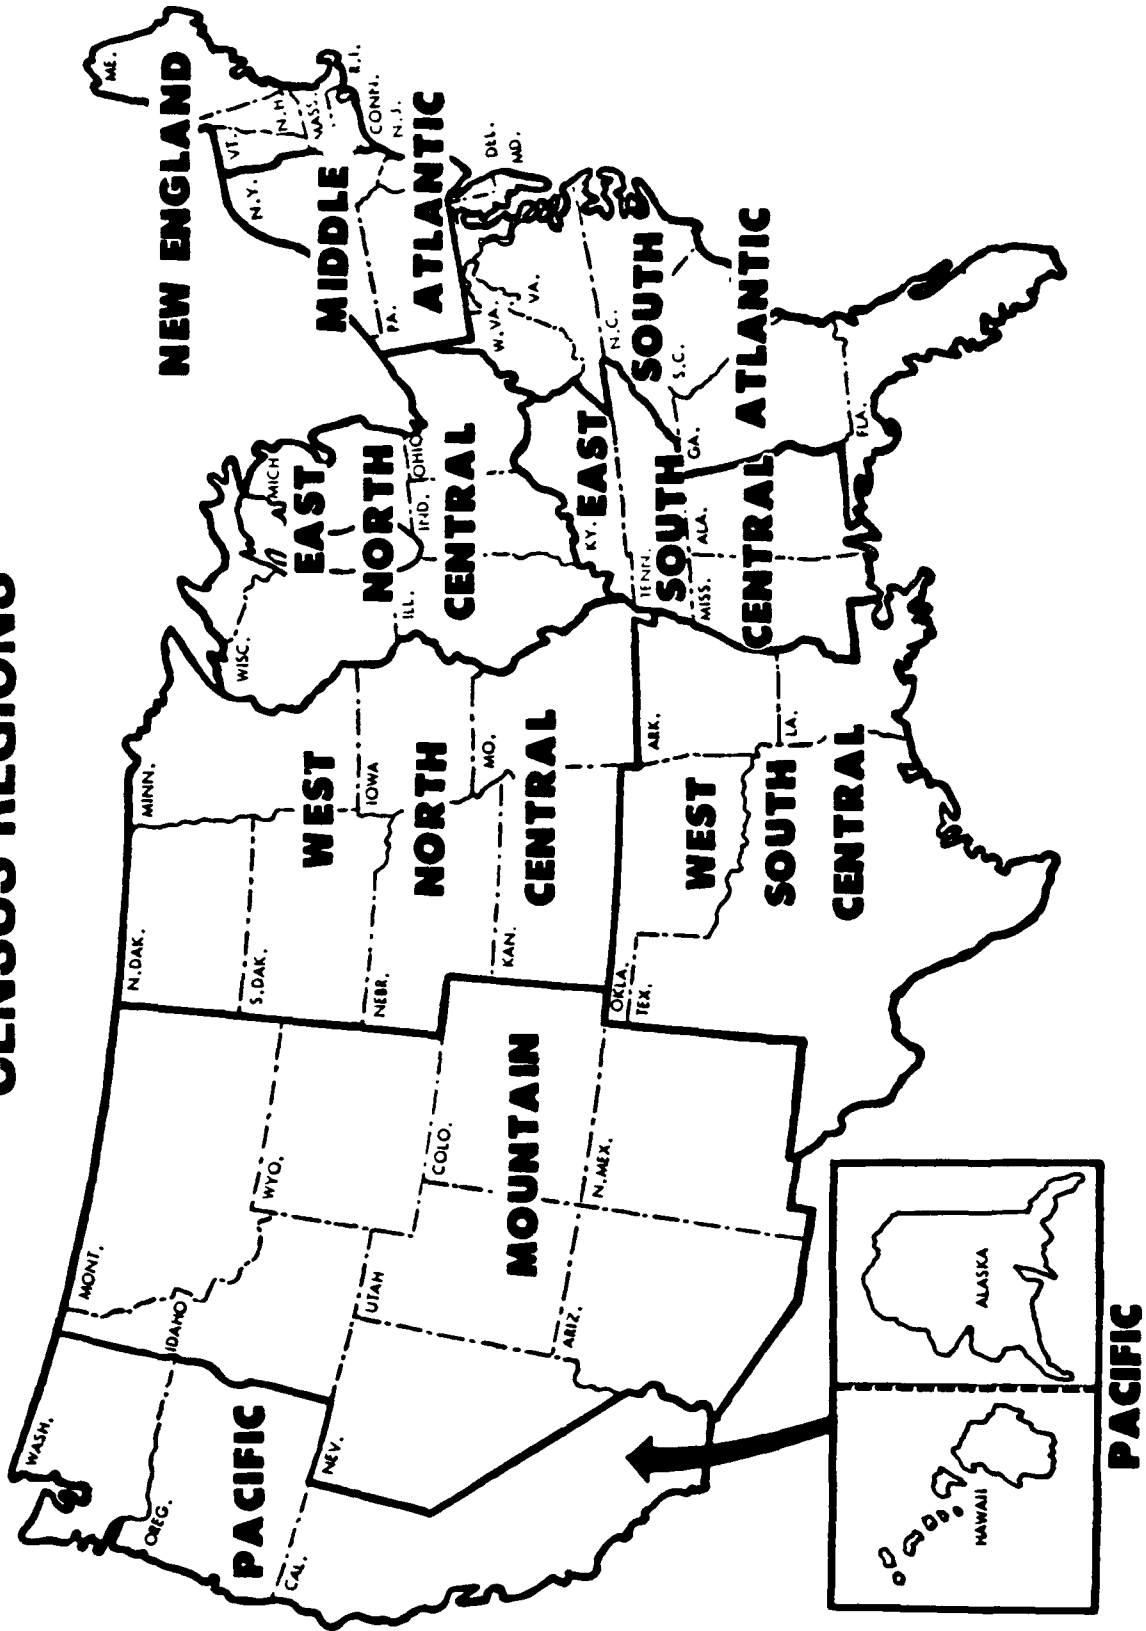 CENSUS REGIONS
NEW ENGLAND
MIDDLE
ATLANTIC
SOUTH
ATLANTIC
EAST
NORTH
CENTRAL
EAST
SOUTH
CENTRAL
WEST
NORTH
CENTRAL
WEST
SOUTH
CENTRAL
MOUNTAIN
PACIFIC
WASH.
OREG.
CAL.
NEV.
IDAHO
MONT.
WYO.
UTAH
COLO.
ARIZ.
N.MEX.
N.DAK.
S.DAK.
NEBR.
KAN.
MINN.
IOWA
MO.
OKLA.
TEX.
ARK.
LA.
WISC.
MICH
ILL.
IND.
OHIO
KY.
TENN.
MISS.
ALA.
ME.
VT.
N.H.
MASS.
R.I.
CONN.
N.Y.
N.J.
PA.
DEL.
MD.
W.VA.
VA.
N.C.
S.C.
GA.
FLA.
HAWAII
ALASKA
PACIFIC